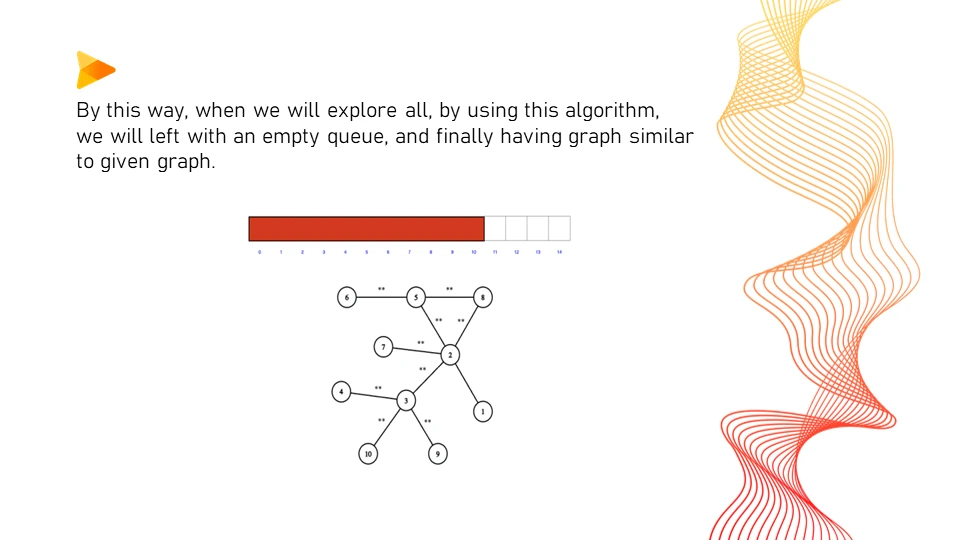 By this way, when we will explore all, by using this algorithm,
we will left with an empty queue, and finally having graph similar
to given graph.
0 1 2 3 4 5 6 7 8 9 10 11 12 13 14
6 ** 5 ** 8
** **
7 ** 2
**
4 ** 3 1
** **
10 9